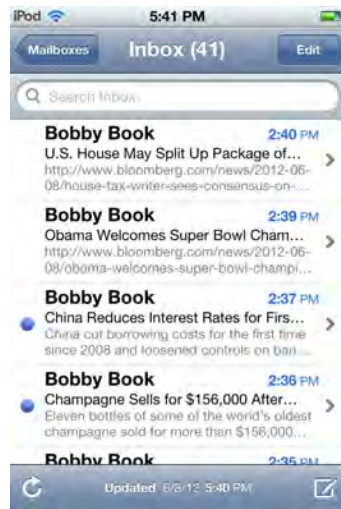 iPod 5:41 PM
Mailboxes Inbox (41) Edit
Search Inbox
Bobby Book 2:40 PM
U.S. House May Split Up Package of...
http://www.bloomberg.com/news/2012-06-
08/house-tax-writer-sees-consensus-on-...
Bobby Book 2:39 PM
Obama Welcomes Super Bowl Cham...
http://www.bloomberg.com/news/2012-06-
08/obama-welcomes-super-bowl-champi...
Bobby Book 2:37 PM
China Reduces Interest Rates for Firs...
China cut borrowing costs for the first time
since 2008 and loosened controls on ban...
Bobby Book 2:36 PM
Champagne Sells for $156,000 After...
Eleven bottles of some of the world's oldest
champagne sold for more than $156,000...
Bobby Book 2:35 PM
Updated 6/8/12 5:40 PM